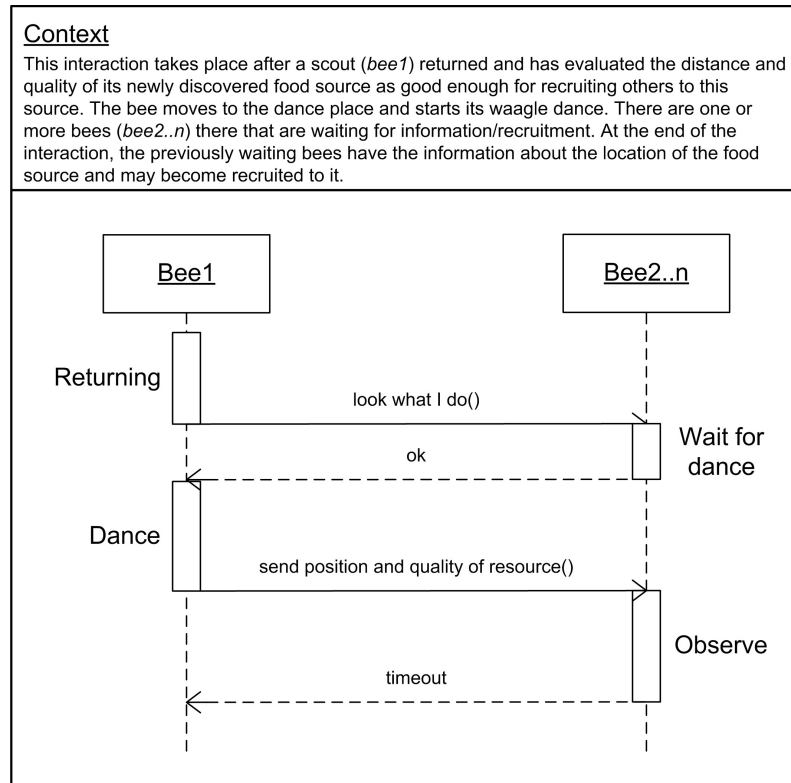 Context
This interaction takes place after a scout (bee1) returned and has evaluated the distance and
quality of its newly discovered food source as good enough for recruiting others to this
source. The bee moves to the dance place and starts its waagle dance. There are one or
more bees (bee2..n) there that are waiting for information/recruitment. At the end of the
interaction, the previously waiting bees have the information about the location of the food
source and may become recruited to it.
Bee1
Bee2..n
Returning
look what I do()
Wait for
dance
ok
Dance
send position and quality of resource()
Observe
timeout